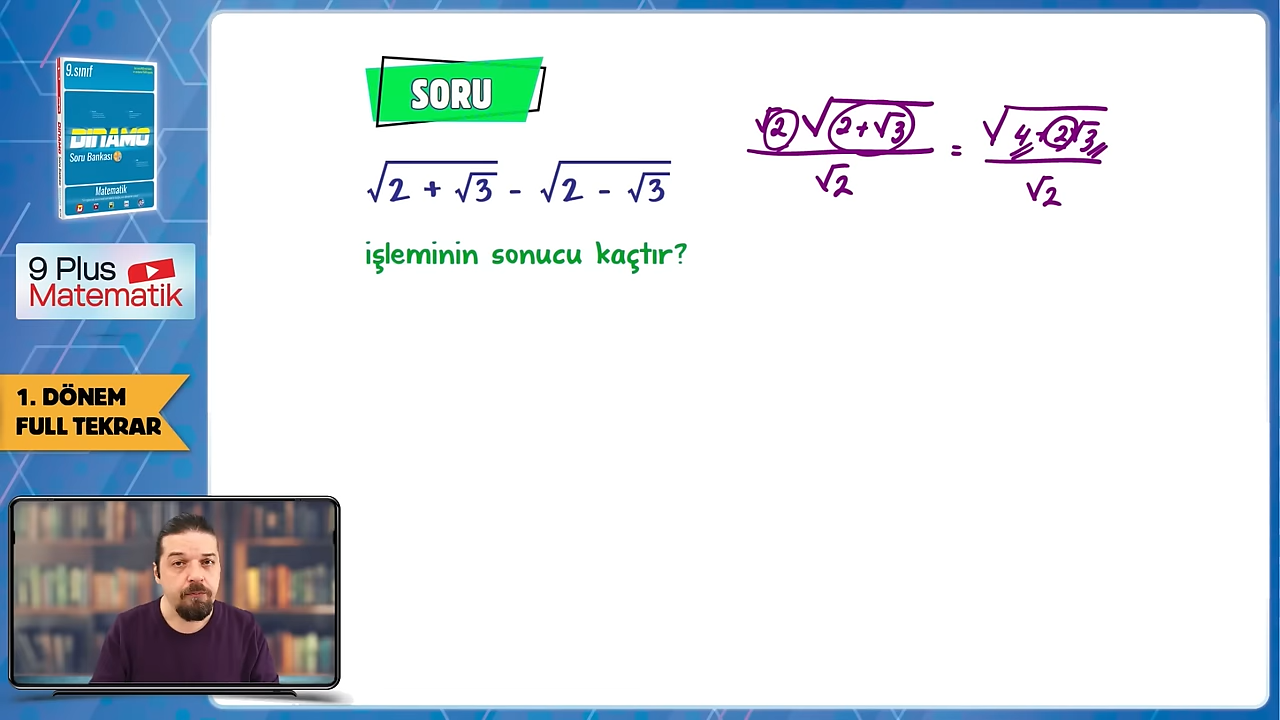 9.sınıf
DİNAMO
Soru Bankası
Matematik
9 Plus
Matematik
1. DÖNEM
FULL TEKRAR
SORU
√(2 + √3) - √(2 - √3)
işleminin sonucu kaçtır?
√2 √(2+√3) / √2 = √(4+2√3) / √2